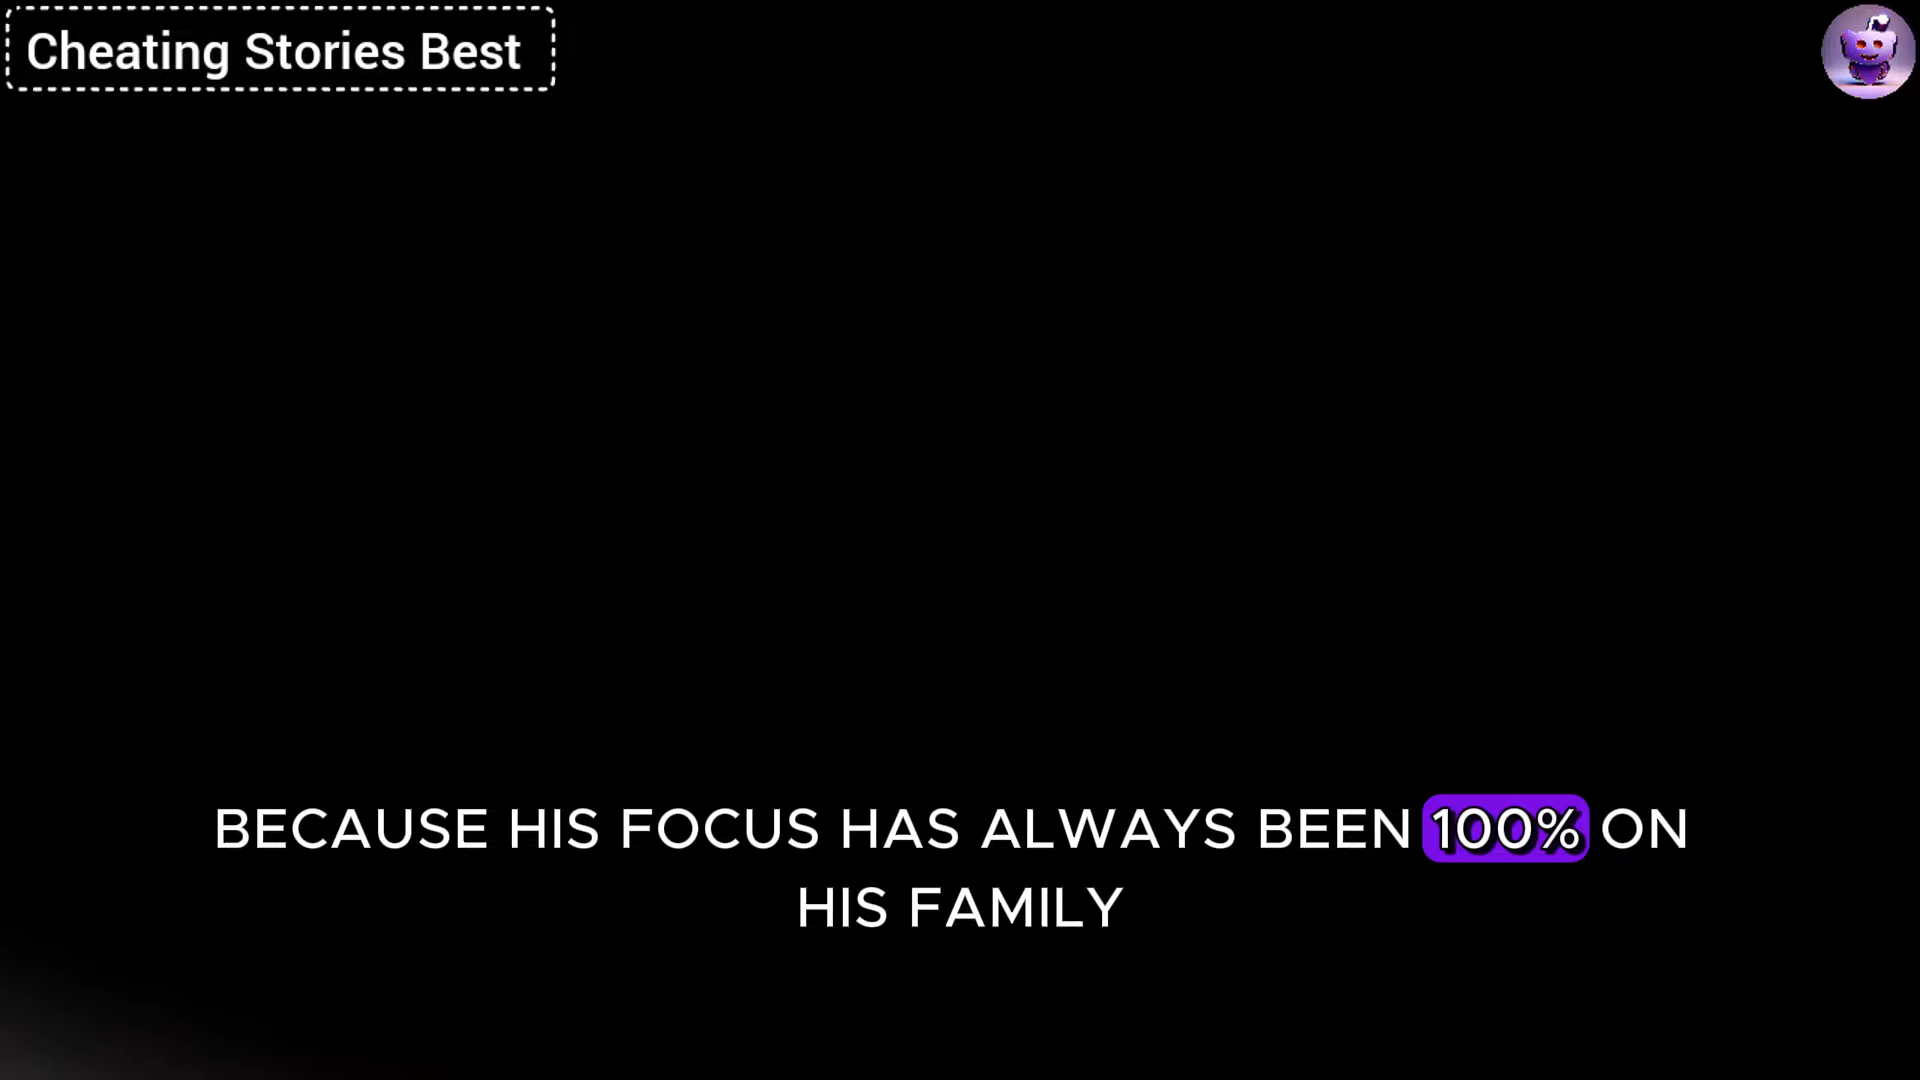 Cheating Stories Best
BECAUSE HIS FOCUS HAS ALWAYS BEEN 100% ON
HIS FAMILY